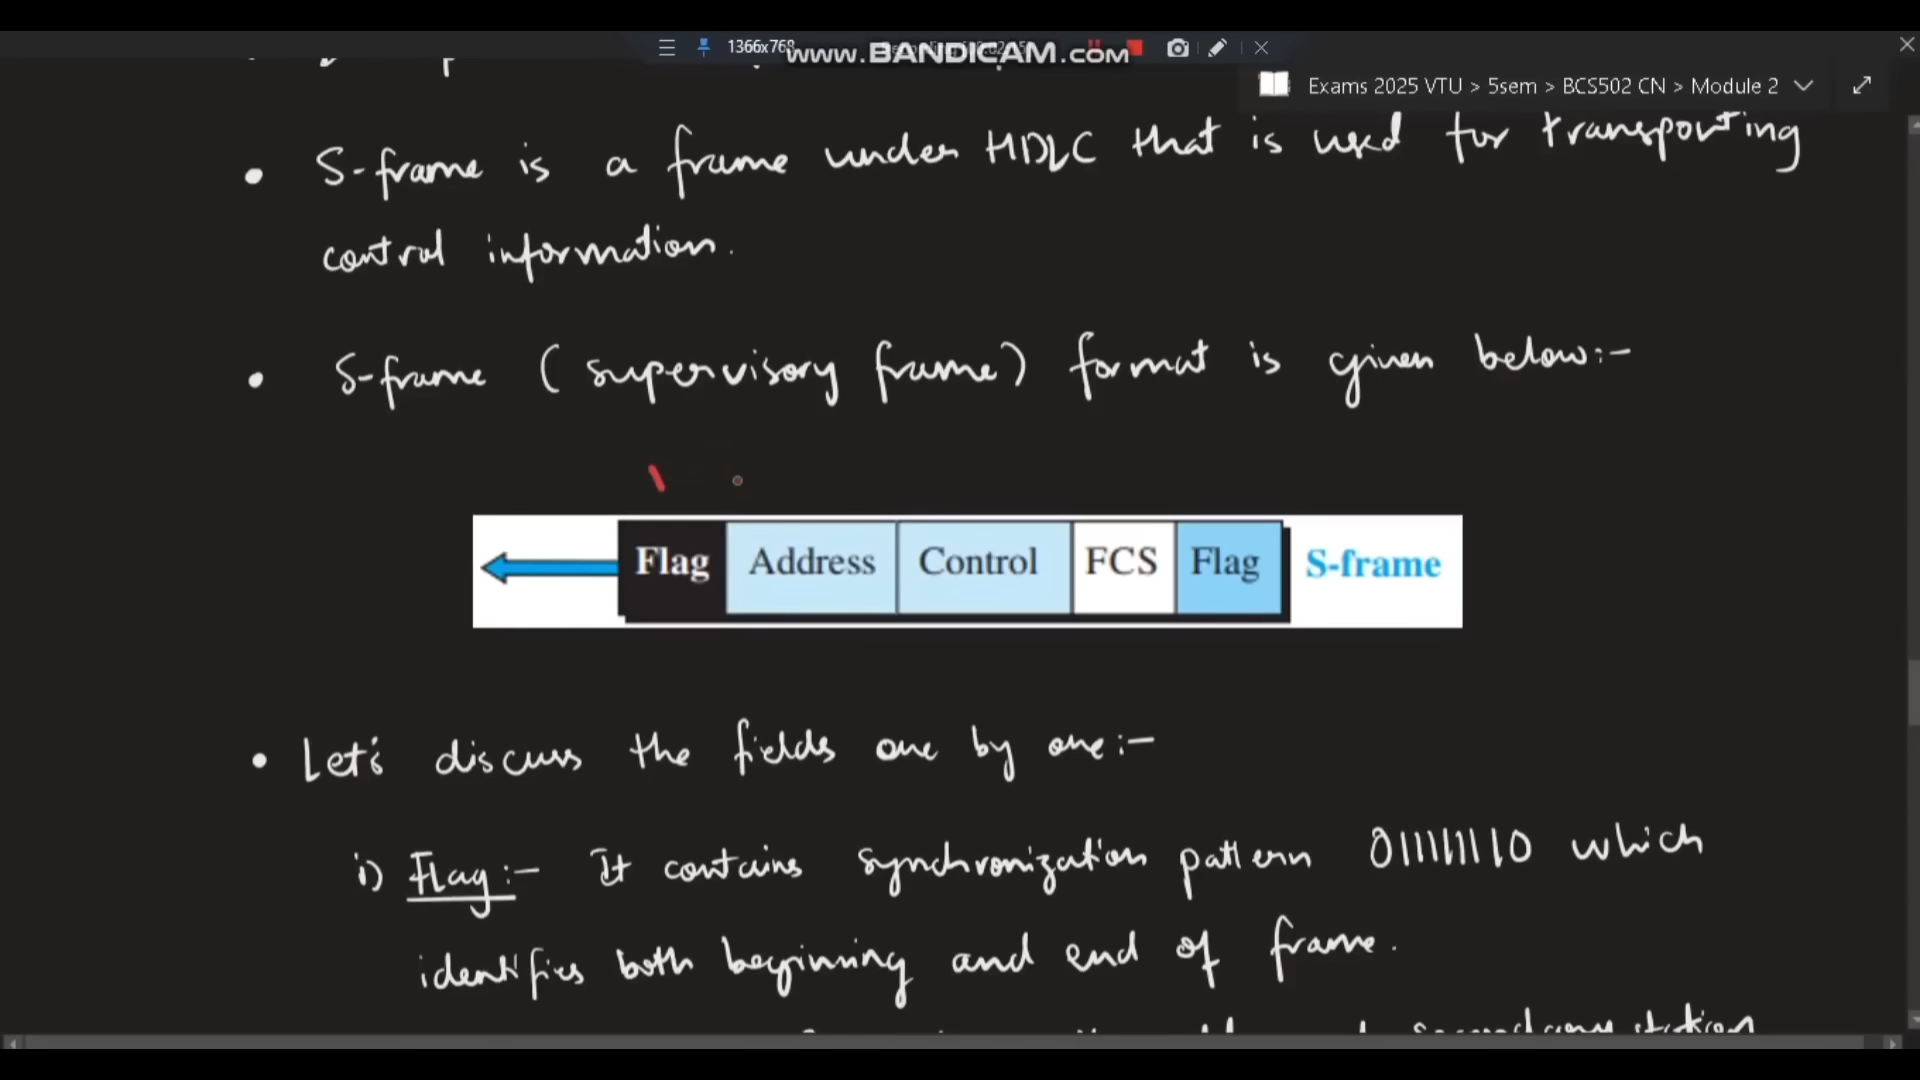 1366x768
www.BANDICAM.com
Exams 2025 VTU > 5sem > BCS502 CN > Module 2
• S-frame is a frame under HDLC that is used for transporting
control information.
• S-frame (supervisory frame) format is given below:-
Flag Address Control FCS Flag S-frame
• Let's discuss the fields one by one:-
i) Flag:- It contains synchronization pattern 01111110 which
identifies both beginning and end of frame.
secondary station